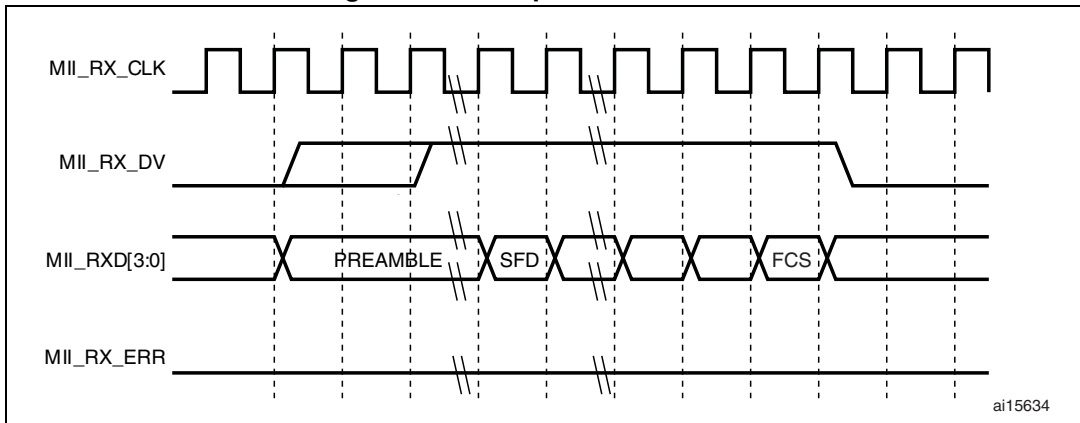 MII_RX_CLK
MII_RX_DV
MII_RXD[3:0]
PREAMBLE
SFD
FCS
MII_RX_ERR
ai15634